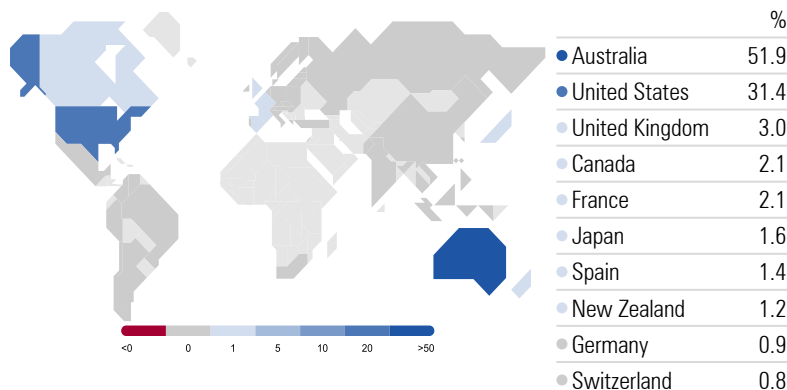 %
Australia 51.9
United States 31.4
United Kingdom 3.0
Canada 2.1
France 2.1
Japan 1.6
Spain 1.4
New Zealand 1.2
Germany 0.9
Switzerland 0.8
<0 0 1 5 10 20 >50